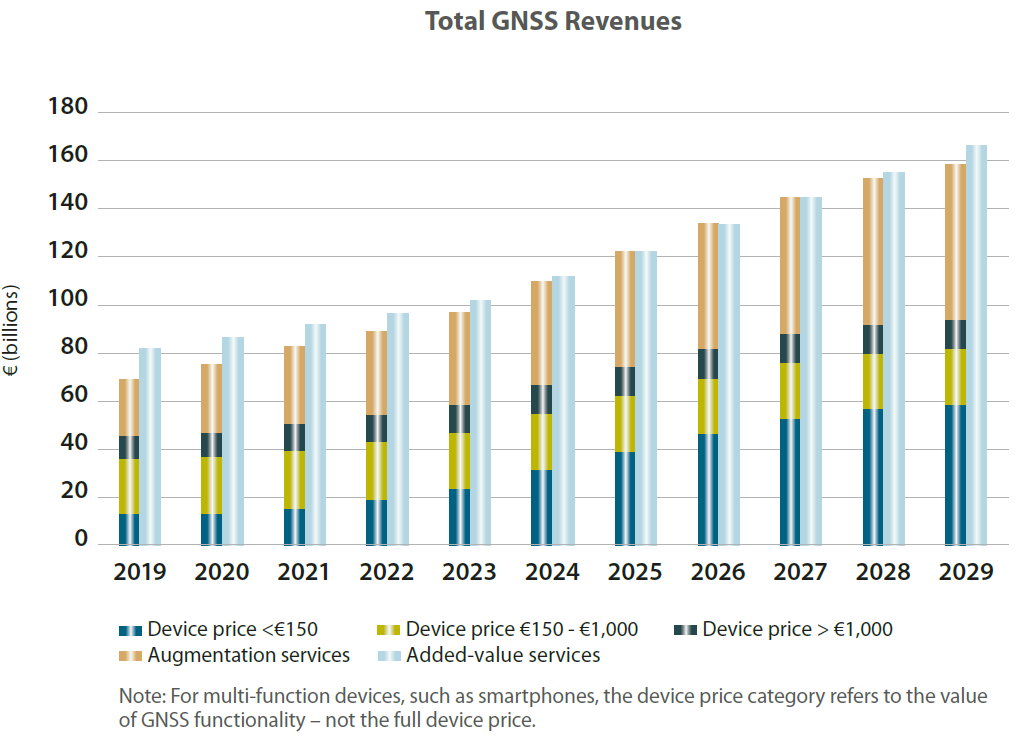 Total GNSS Revenues
€ (billions)
180
160
140
120
100
80
60
40
20
0
2019 2020 2021 2022 2023 2024 2025 2026 2027 2028 2029
Device price <€150 Device price €150 - €1,000 Device price > €1,000
Augmentation services Added-value services
Note: For multi-function devices, such as smartphones, the device price category refers to the value
of GNSS functionality – not the full device price.